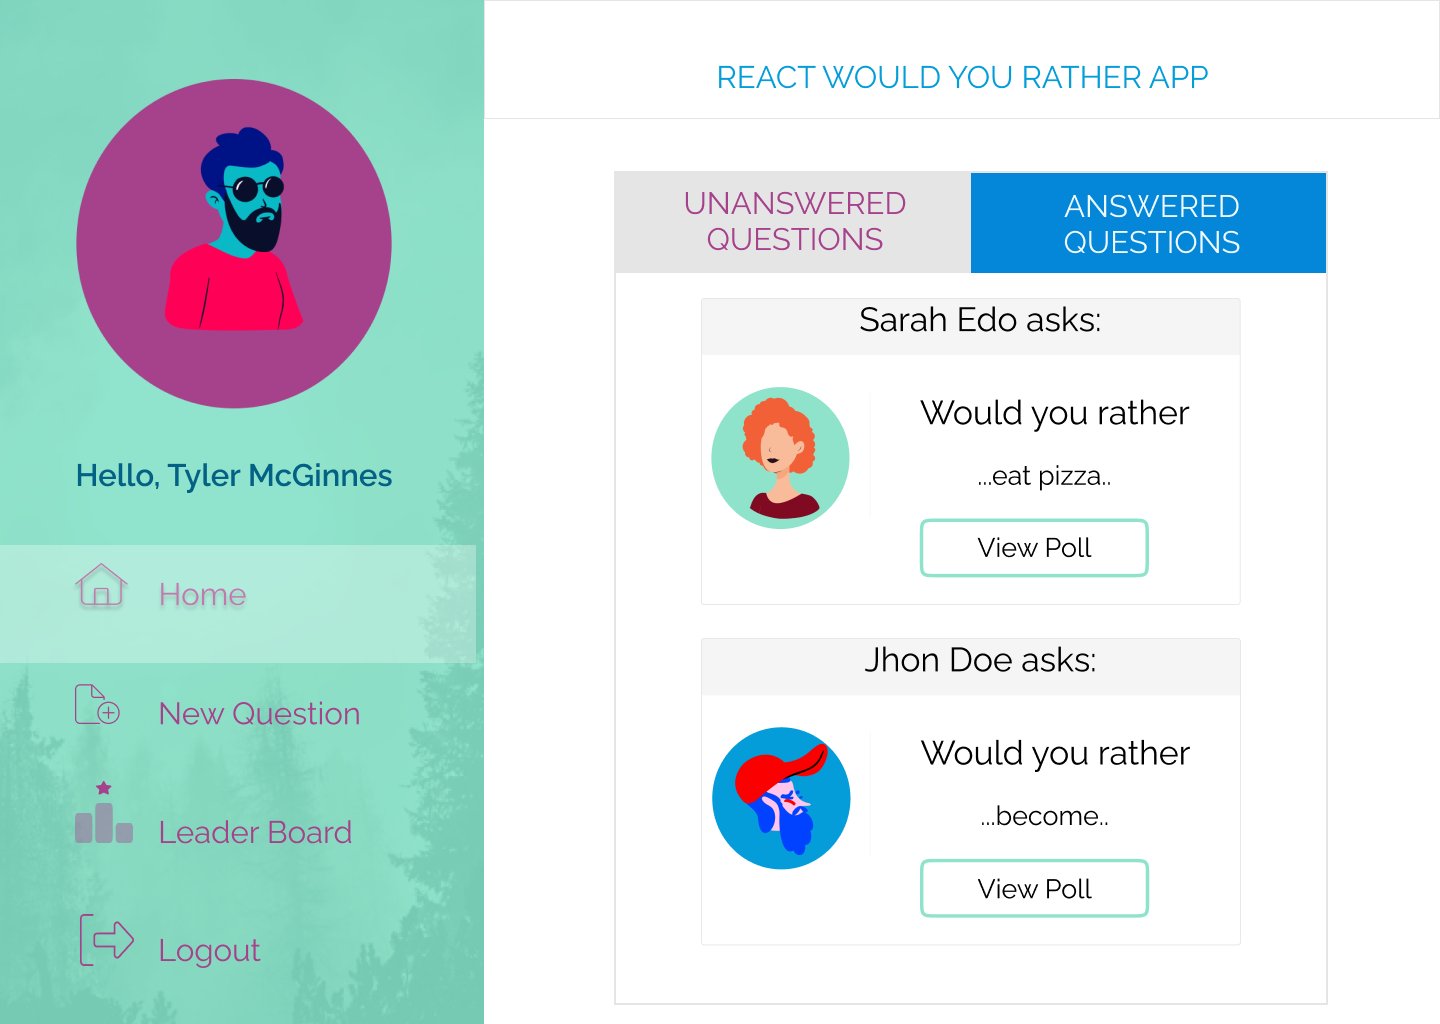 Hello, Tyler McGinnes
Home
New Question
Leader Board
Logout
REACT WOULD YOU RATHER APP
UNANSWERED
QUESTIONS
ANSWERED
QUESTIONS
Sarah Edo asks:
Would you rather
...eat pizza..
View Poll
Jhon Doe asks:
Would you rather
...become..
View Poll